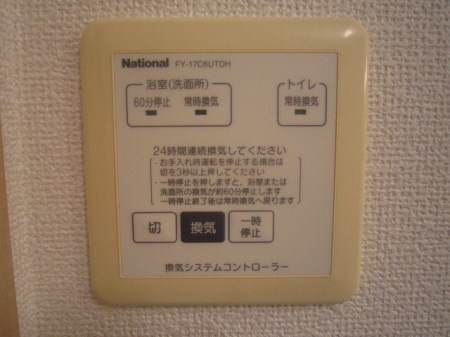 National FY-17C6UTDH
浴室(洗面所)
トイレ
60分停止 常時換気
常時換気
24時間連続換気してください
・お手入れ時運転を停止する場合は
切を3秒以上押してください
・一時停止を押しますと、浴室または
洗面所の換気が約60分停止します
・一時停止終了後は常時換気へ戻ります
切
換気
一時
停止
換気システムコントローラー